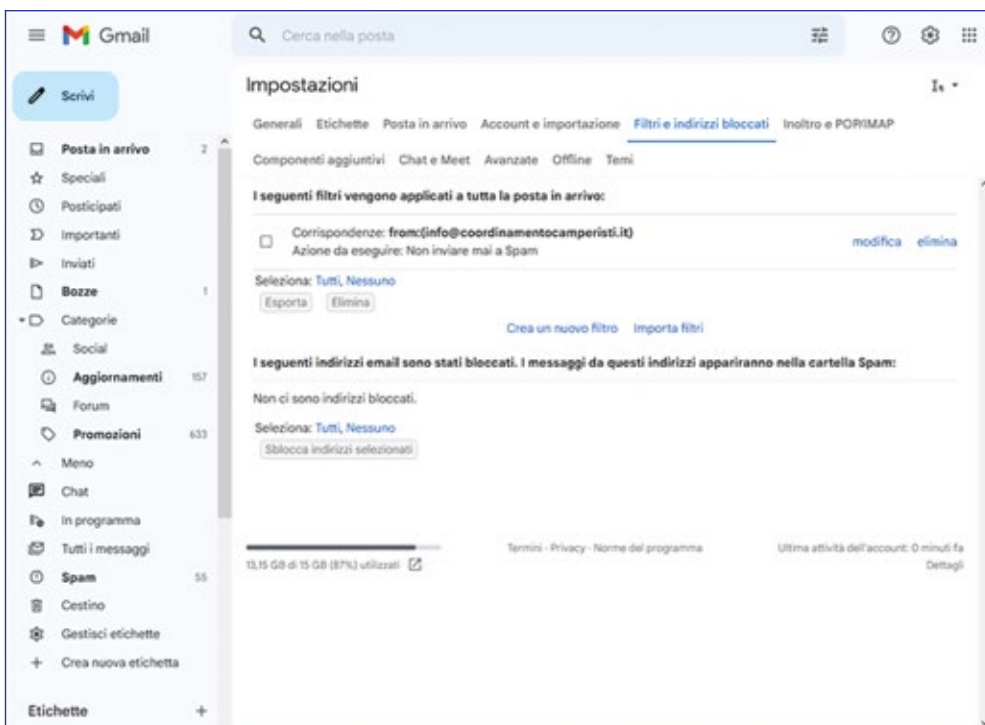 Gmail
Cerca nella posta
Scrivi
Posta in arrivo 2
Speciali
Posticipati
Importanti
Inviati
Bozze 1
Categorie
Social
Aggiornamenti 157
Forum
Promozioni 633
Meno
Chat
In programma
Tutti i messaggi
Spam 55
Cestino
Gestisci etichette
Crea nuova etichetta
Etichette +
Impostazioni
Generali Etichette Posta in arrivo Account e importazione Filtri e indirizzi bloccati Inoltro e POP/IMAP
Componenti aggiuntivi Chat e Meet Avanzate Offline Temi
I seguenti filtri vengono applicati a tutta la posta in arrivo:
Corrispondenze: from:(info@coordinamentocamperisti.it)
Azione da eseguire: Non inviare mai a Spam
modifica elimina
Seleziona: Tutti, Nessuno
Esporta Elimina
Crea un nuovo filtro Importa filtri
I seguenti indirizzi email sono stati bloccati. I messaggi da questi indirizzi appariranno nella cartella Spam:
Non ci sono indirizzi bloccati.
Seleziona: Tutti, Nessuno
Sblocca indirizzi selezionati
13,15 GB di 15 GB (87%) utilizzati
Termini · Privacy · Norme del programma
Ultima attività dell'account: 0 minuti fa
Dettagli